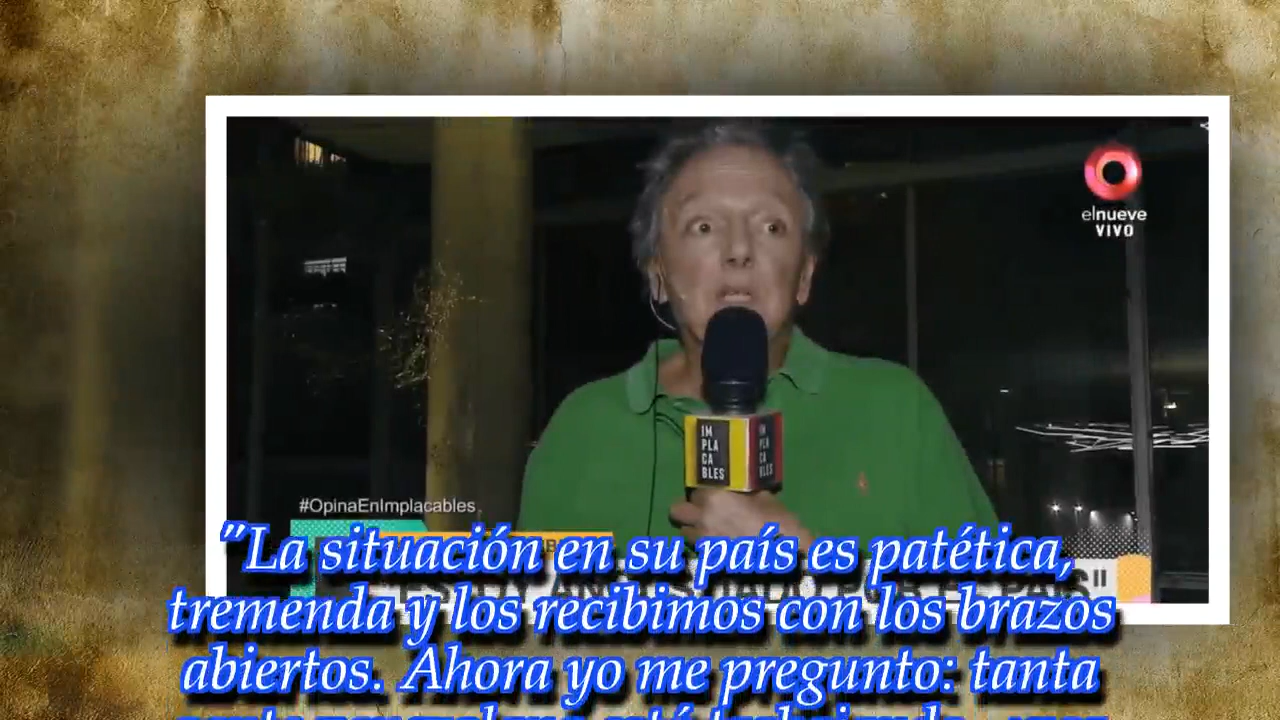 elnueve
VIVO
IM
PLA
CA
BLES
IM
PLA
CA
BLES
#OpinaEnImplacables
"La situación en su país es patética,
tremenda y los recibimos con los brazos
abiertos. Ahora yo me pregunto: tanta